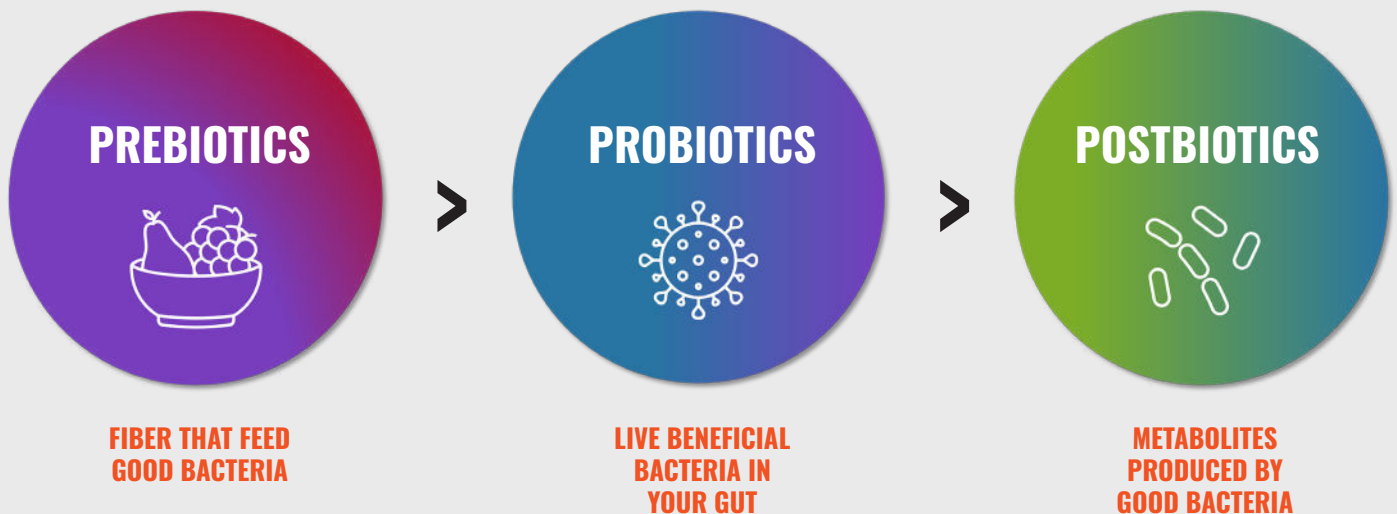 PREBIOTICS
>
PROBIOTICS
>
POSTBIOTICS
FIBER THAT FEED
GOOD BACTERIA
LIVE BENEFICIAL
BACTERIA IN
YOUR GUT
METABOLITES
PRODUCED BY
GOOD BACTERIA